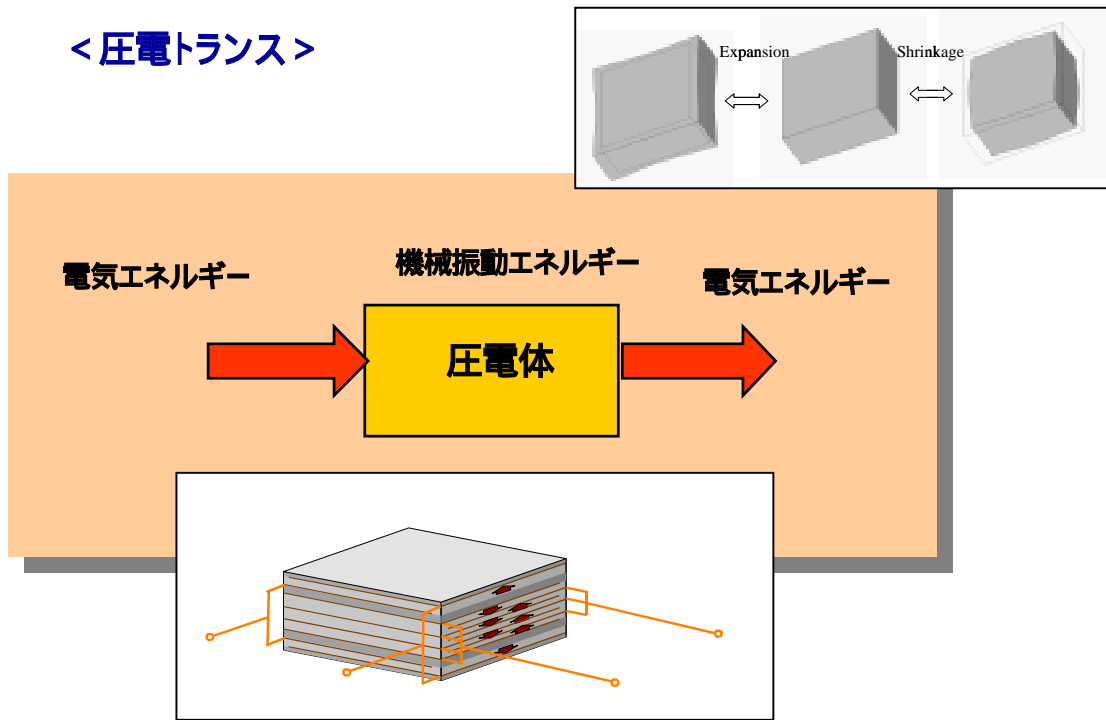 <圧電トランス>
Expansion
Shrinkage
電気エネルギー
機械振動エネルギー
電気エネルギー
圧電体